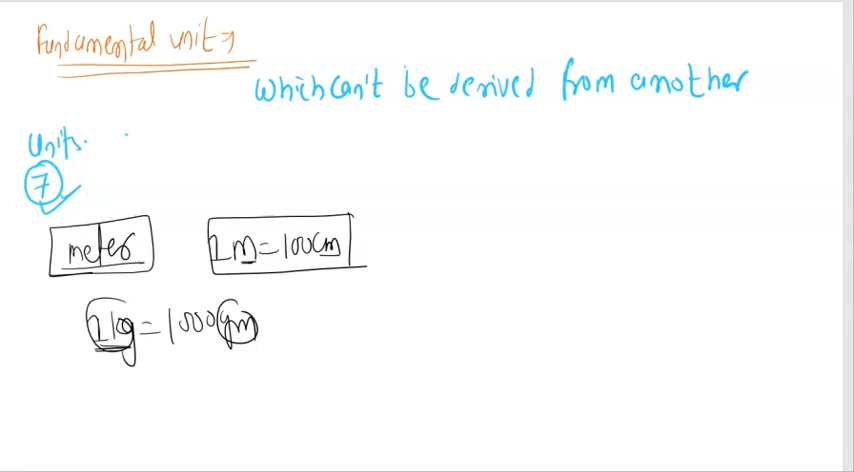 Fundamental unit⇒
which can't be derived from another
Units.
7
meter 1m=100cm
1kg=1000gm